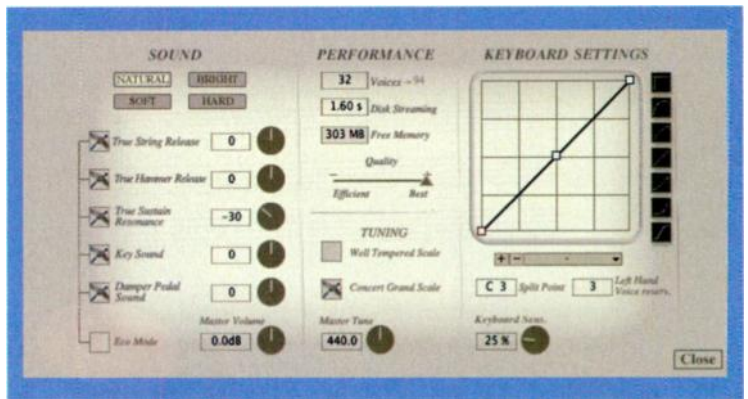 SOUND
NATURAL BRIGHT
SOFT HARD
True String Release 0
True Hammer Release 0
True Sustain
Resonance -30
Key Sound 0
Damper Pedal
Sound 0
Eco Mode
Master Volume
0.0dB
PERFORMANCE
32 Voices → 94
1.60 s Disk Streaming
303 MB Free Memory
Quality
- +
Efficient Best
TUNING
Well Tempered Scale
Concert Grand Scale
Master Tune
440.0
KEYBOARD SETTINGS
+ - -
C 3 Split Point 3 Left Hand
Voice reserv.
Keyboard Sens.
25 %
Close